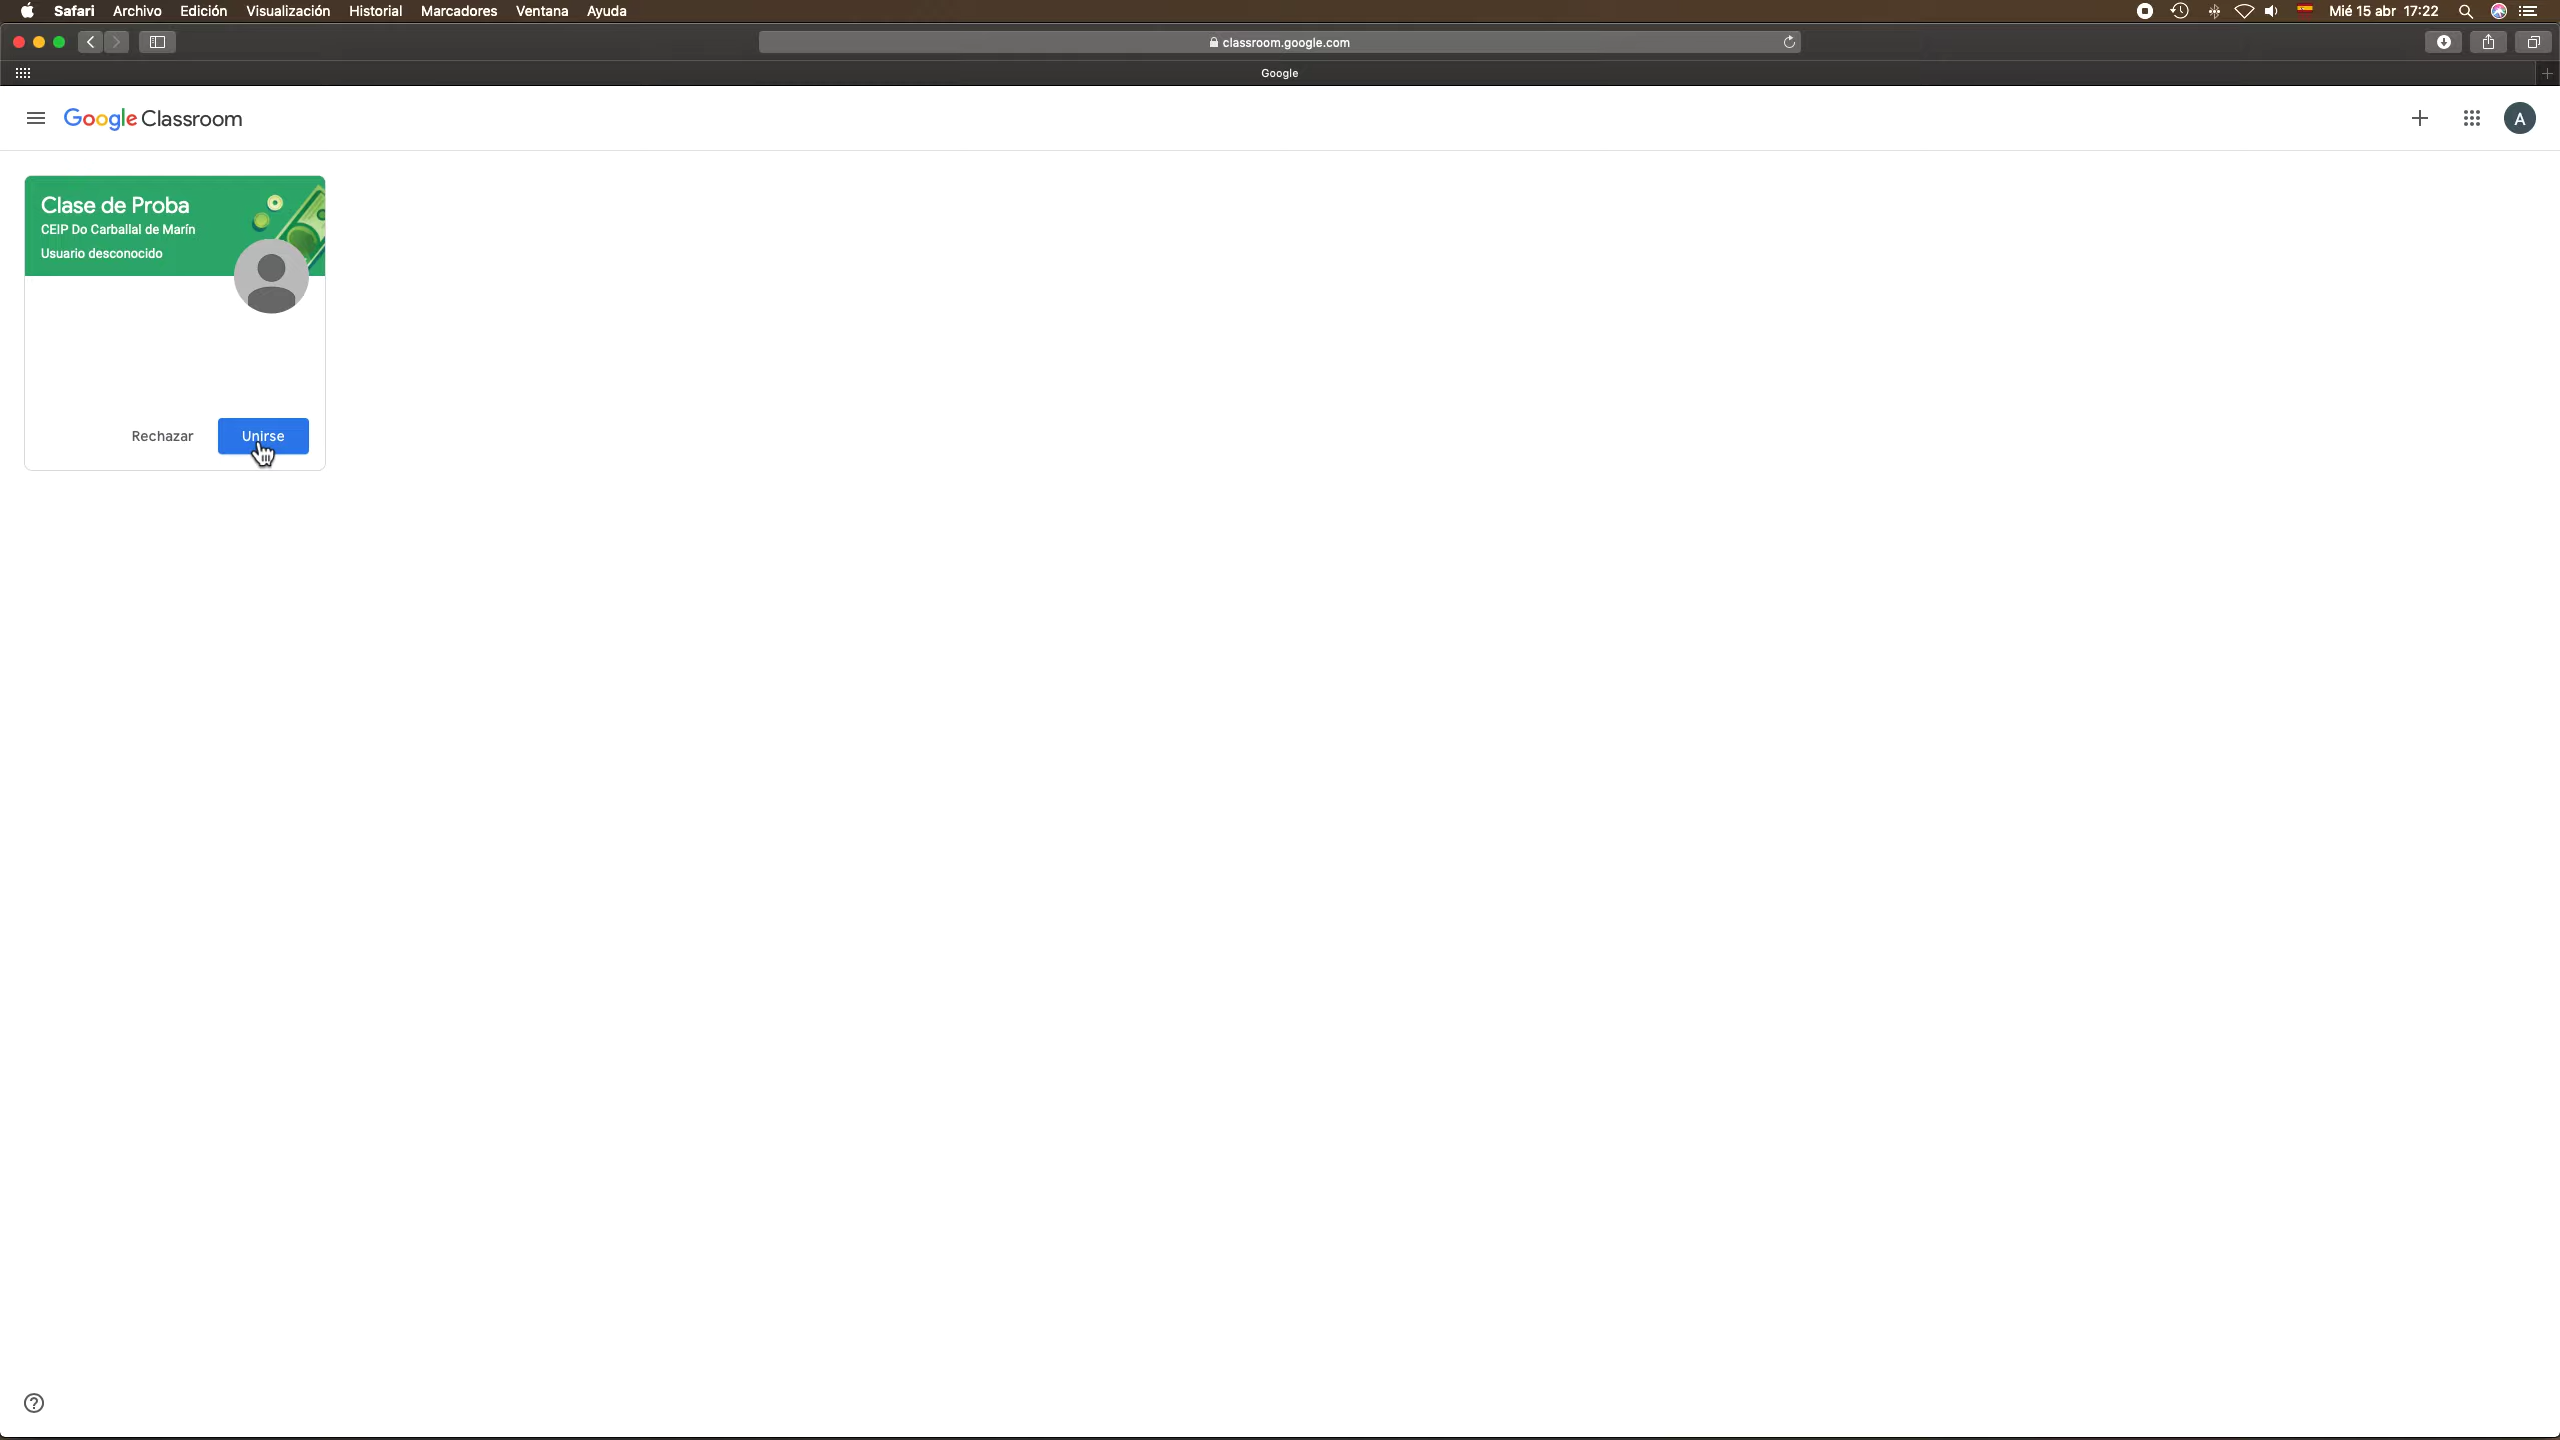 Safari Archivo Edición Visualización Historial Marcadores Ventana Ayuda Mié 15 abr 17:22
classroom.google.com
Google
Google Classroom
A
Clase de Proba
CEIP Do Carballal de Marín
Usuario desconocido
Rechazar Unirse